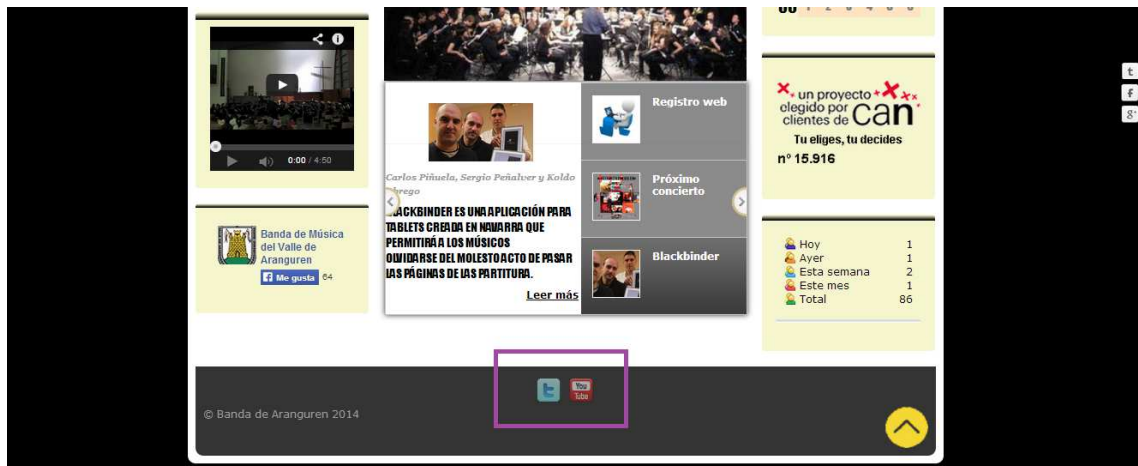 0:00 / 4:50
Banda de Música
del Valle de
Aranguren
Me gusta 64
Carlos Piñuela, Sergio Peñalver y Koldo
BLACKBINDER ES UNA APLICACIÓN PARA
TABLETS CREADA EN NAVARRA QUE
PERMITIRÁ A LOS MÚSICOS
OLVIDARSE DEL MOLESTO ACTO DE PASAR
LAS PÁGINAS DE LAS PARTITURA.
Leer más
Registro web
Próximo
concierto
Blackbinder
un proyecto
elegido por
clientes de can
Tu eliges, tu decides
nº 15.916
Hoy 1
Ayer 1
Esta semana 2
Este mes 1
Total 86
t
f
g+
You
Tube
© Banda de Aranguren 2014